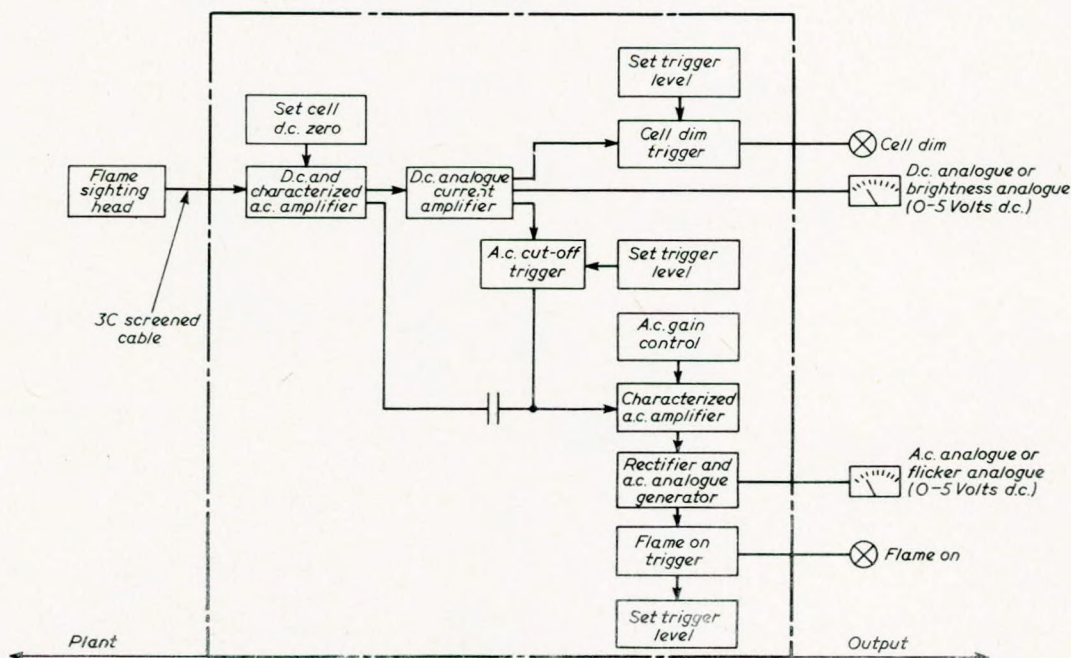 Set trigger
level
Set cell
d.c. zero
Cell dim
trigger
Cell dim
Flame
sighting
head
D.c. and
characterized
a.c. amplifier
D.c. analogue
current
amplifier
D.c. analogue or
brightness analogue
(0-5 Volts d.c.)
A.c. cut-off
trigger
Set trigger
level
3C screened
cable
A.c. gain
control
Characterized
a.c. amplifier
Rectifier and
a.c. analogue
generator
A.c. analogue or
flicker analogue
(0-5 Volts d.c.)
Flame on
trigger
Flame on
Set trigger
level
Plant
Output